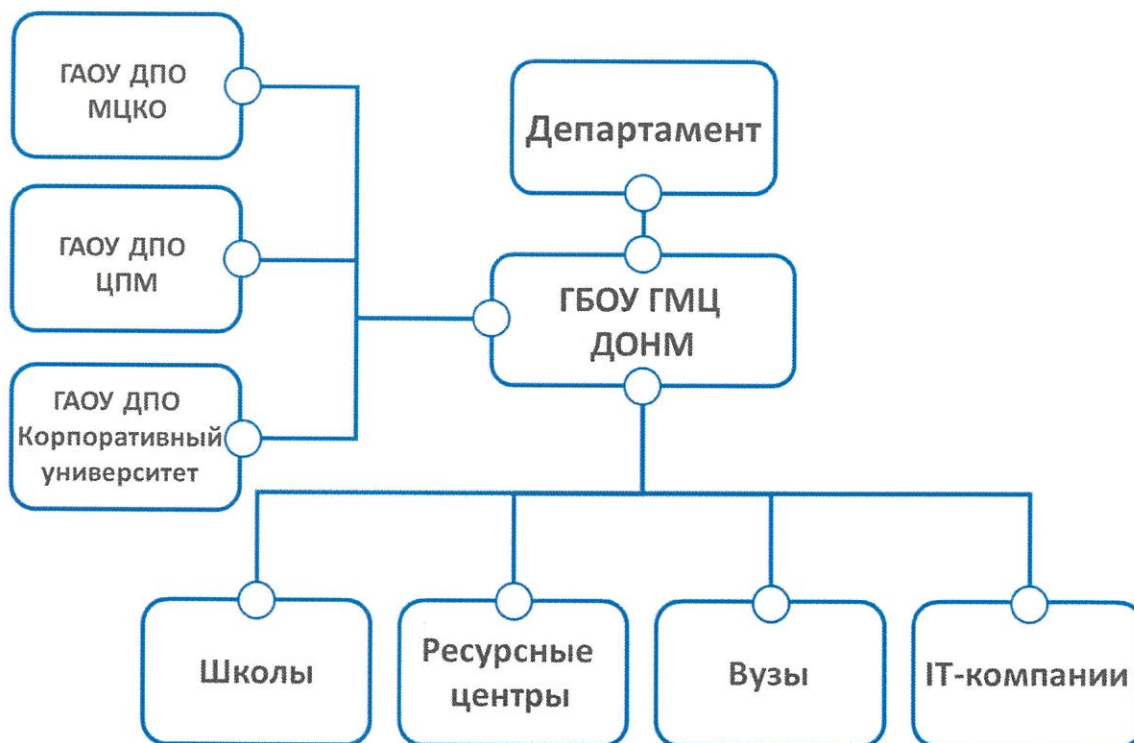 ГАОУ ДПО
МЦКО
Департамент
ГАОУ ДПО
ЦПМ
ГБОУ ГМЦ
ДОНМ
ГАОУ ДПО
Корпоративный
университет
Школы
Ресурсные
центры
Вузы
IT-компании